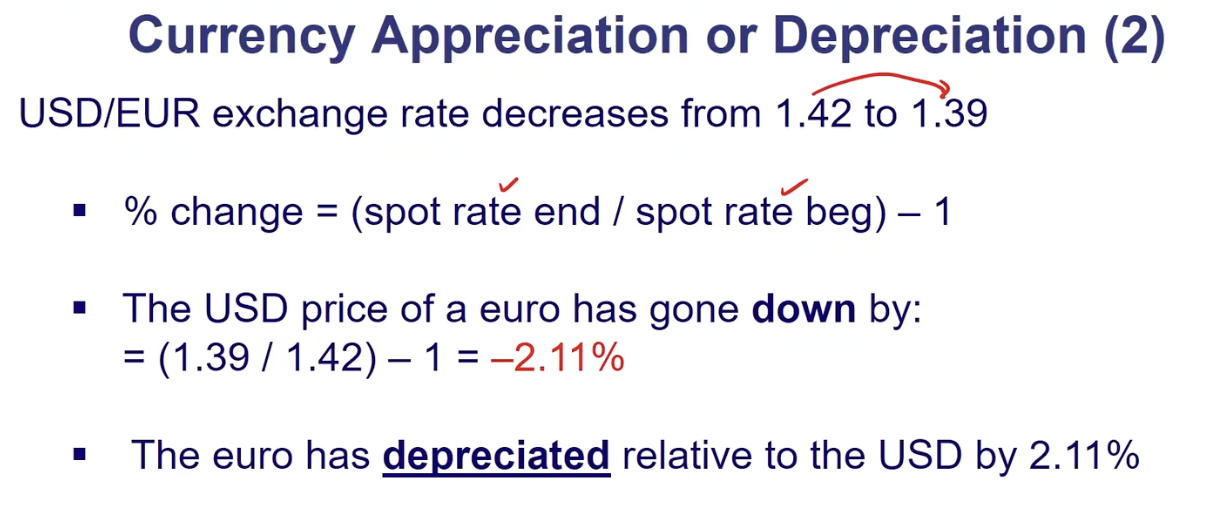 Currency Appreciation or Depreciation (2)
USD/EUR exchange rate decreases from 1.42 to 1.39
▪ % change = (spot rate end / spot rate beg) – 1
▪ The USD price of a euro has gone down by:
= (1.39 / 1.42) – 1 = –2.11%
▪ The euro has depreciated relative to the USD by 2.11%